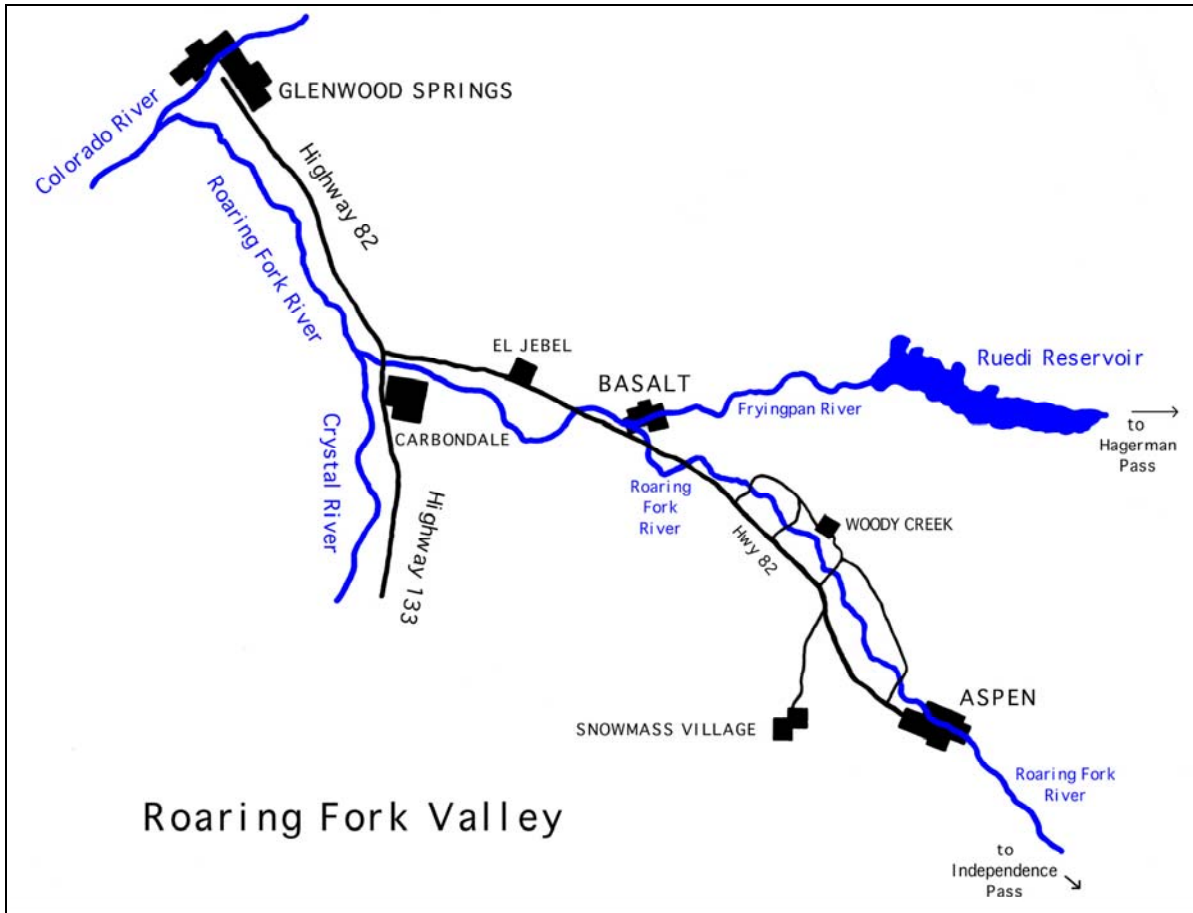 GLENWOOD SPRINGS
Colorado River
Highway 82
Roaring Fork River
EL JEBEL
BASALT
Ruedi Reservoir
Fryingpan River
to
Hagerman
Pass
CARBONDALE
Crystal River
Highway 133
Roaring
Fork
River
Hwy 82
WOODY CREEK
ASPEN
SNOWMASS VILLAGE
Roaring Fork
River
Roaring Fork Valley
to
Independence
Pass